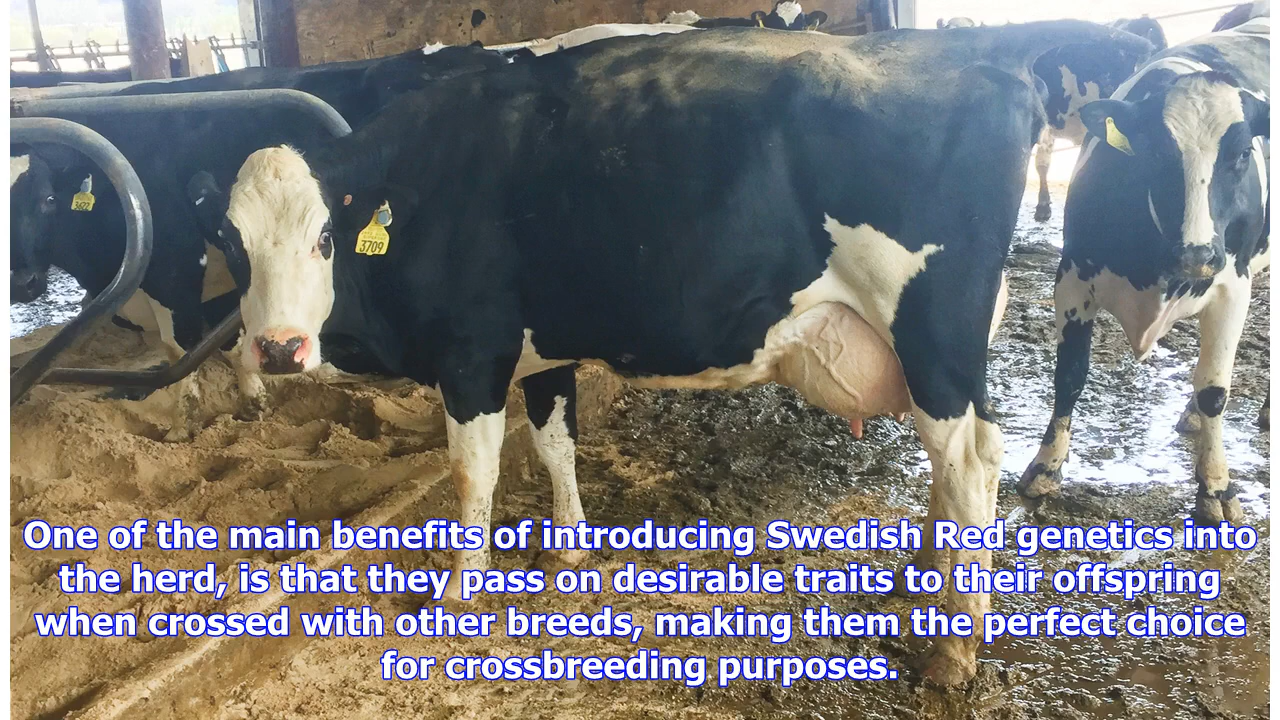 3627
3709
One of the main benefits of introducing Swedish Red genetics into
the herd, is that they pass on desirable traits to their offspring
when crossed with other breeds, making them the perfect choice
for crossbreeding purposes.